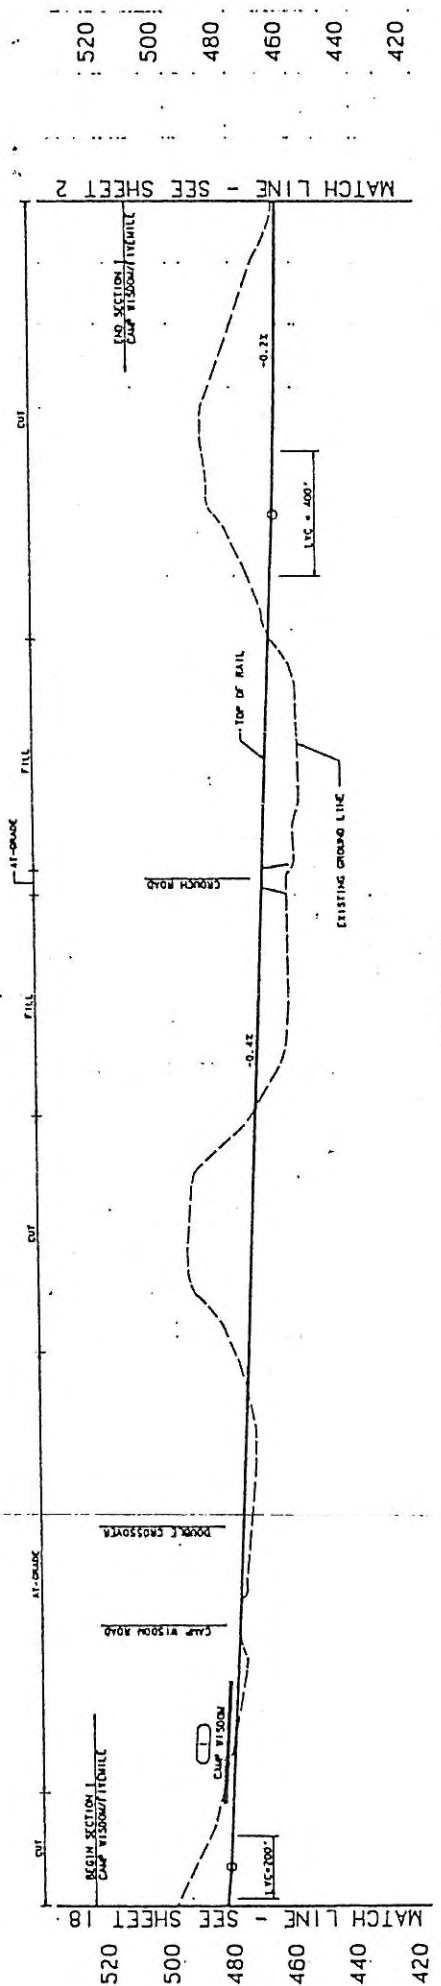 520
500
480
460
440
420
MATCH LINE - SEE SHEET 18
BEGIN SECTION I
CAMP WISDOM/FIVEMILE
CUT
LVC=200'
I
CAMP WISDOM
CAMP WISDOM ROAD
DOUBLE CROSSOVER
AT-GRADE
CUT
-0.4%
FILL
AT-GRADE
CROUCH ROAD
FILL
TOP OF RAIL
EXISTING GROUND LINE
CUT
LVC = 400'
-0.2%
END SECTION I
CAMP WISDOM/FIVEMILE
MATCH LINE - SEE SHEET 2
520
500
480
460
440
420